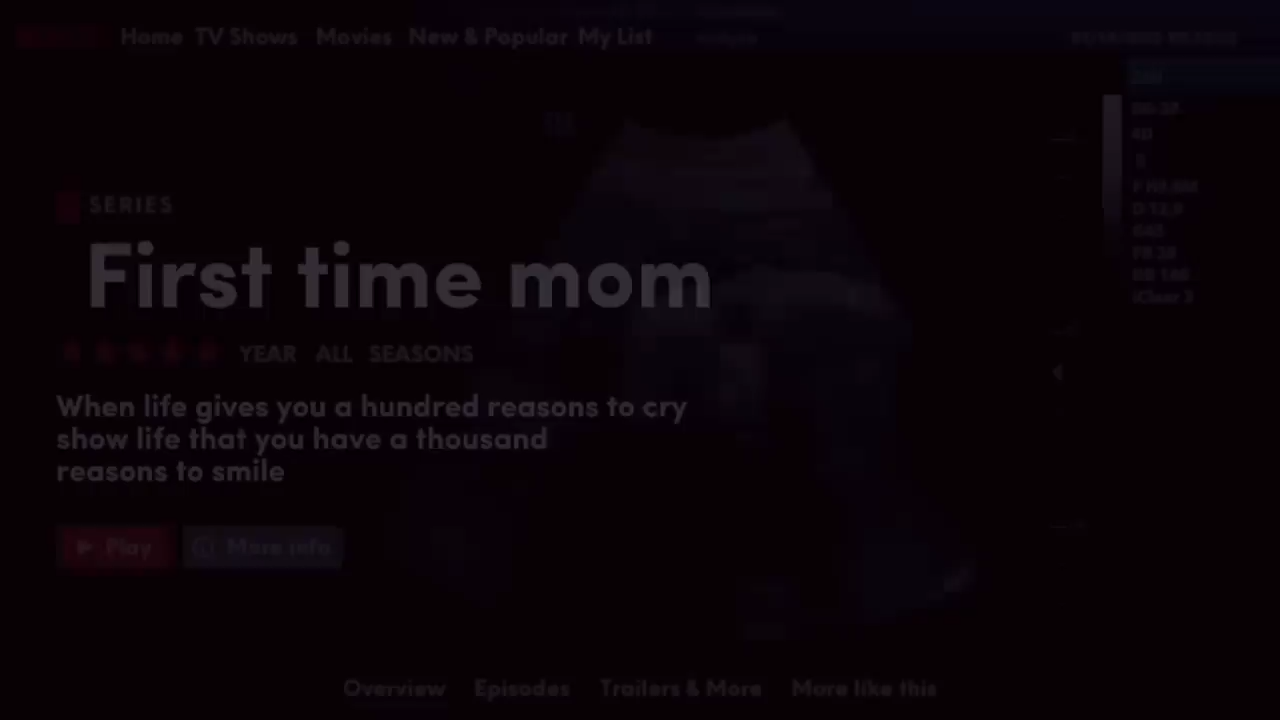 Home TV Shows Movies New & Popular My List
SERIES
First time mom
YEAR ALL SEASONS
When life gives you a hundred reasons to cry
show life that you have a thousand
reasons to smile
Play
More info
Overview Episodes Trailers & More More like this